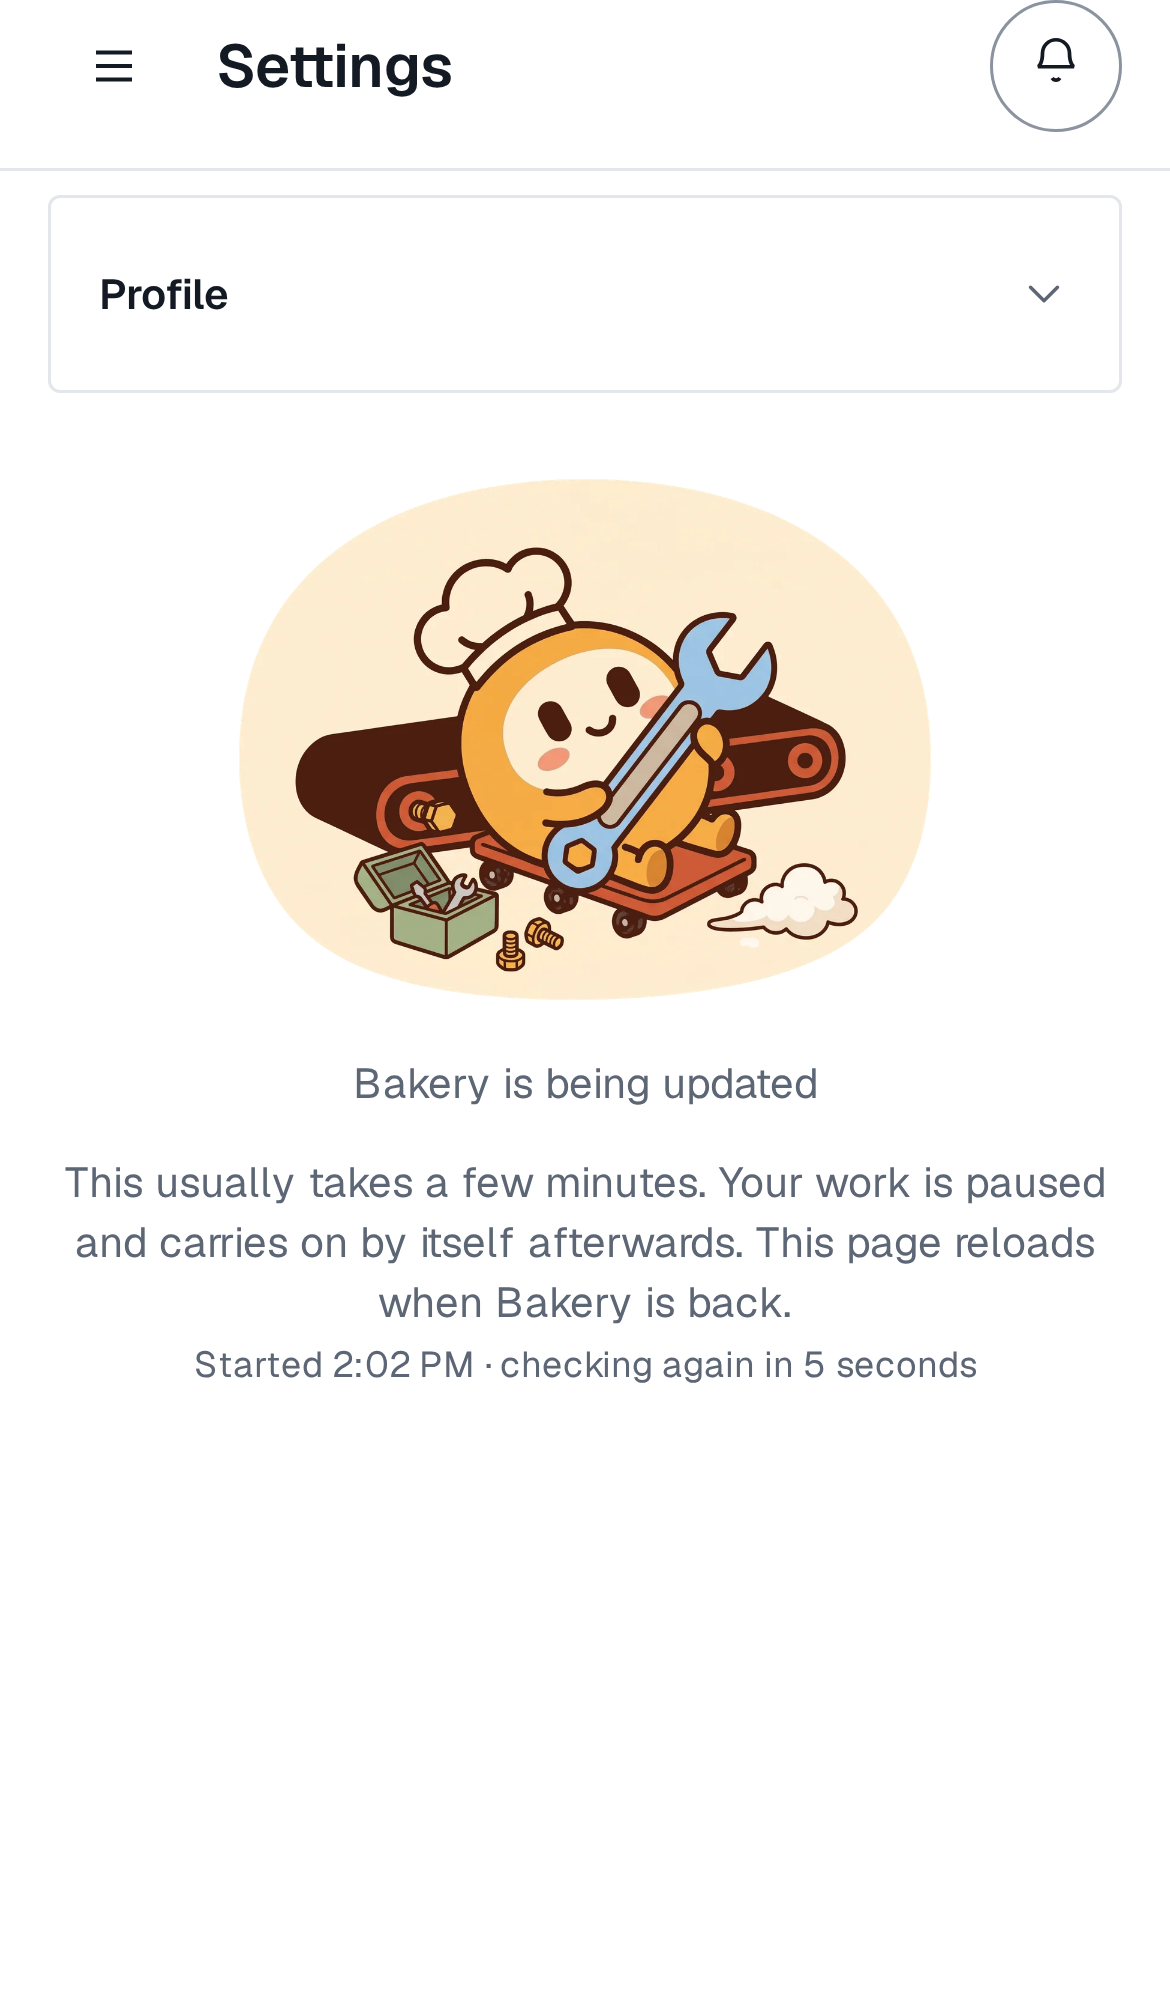 Settings
Profile
Bakery is being updated
This usually takes a few minutes. Your work is paused
and carries on by itself afterwards. This page reloads
when Bakery is back.
Started 2:02 PM · checking again in 5 seconds